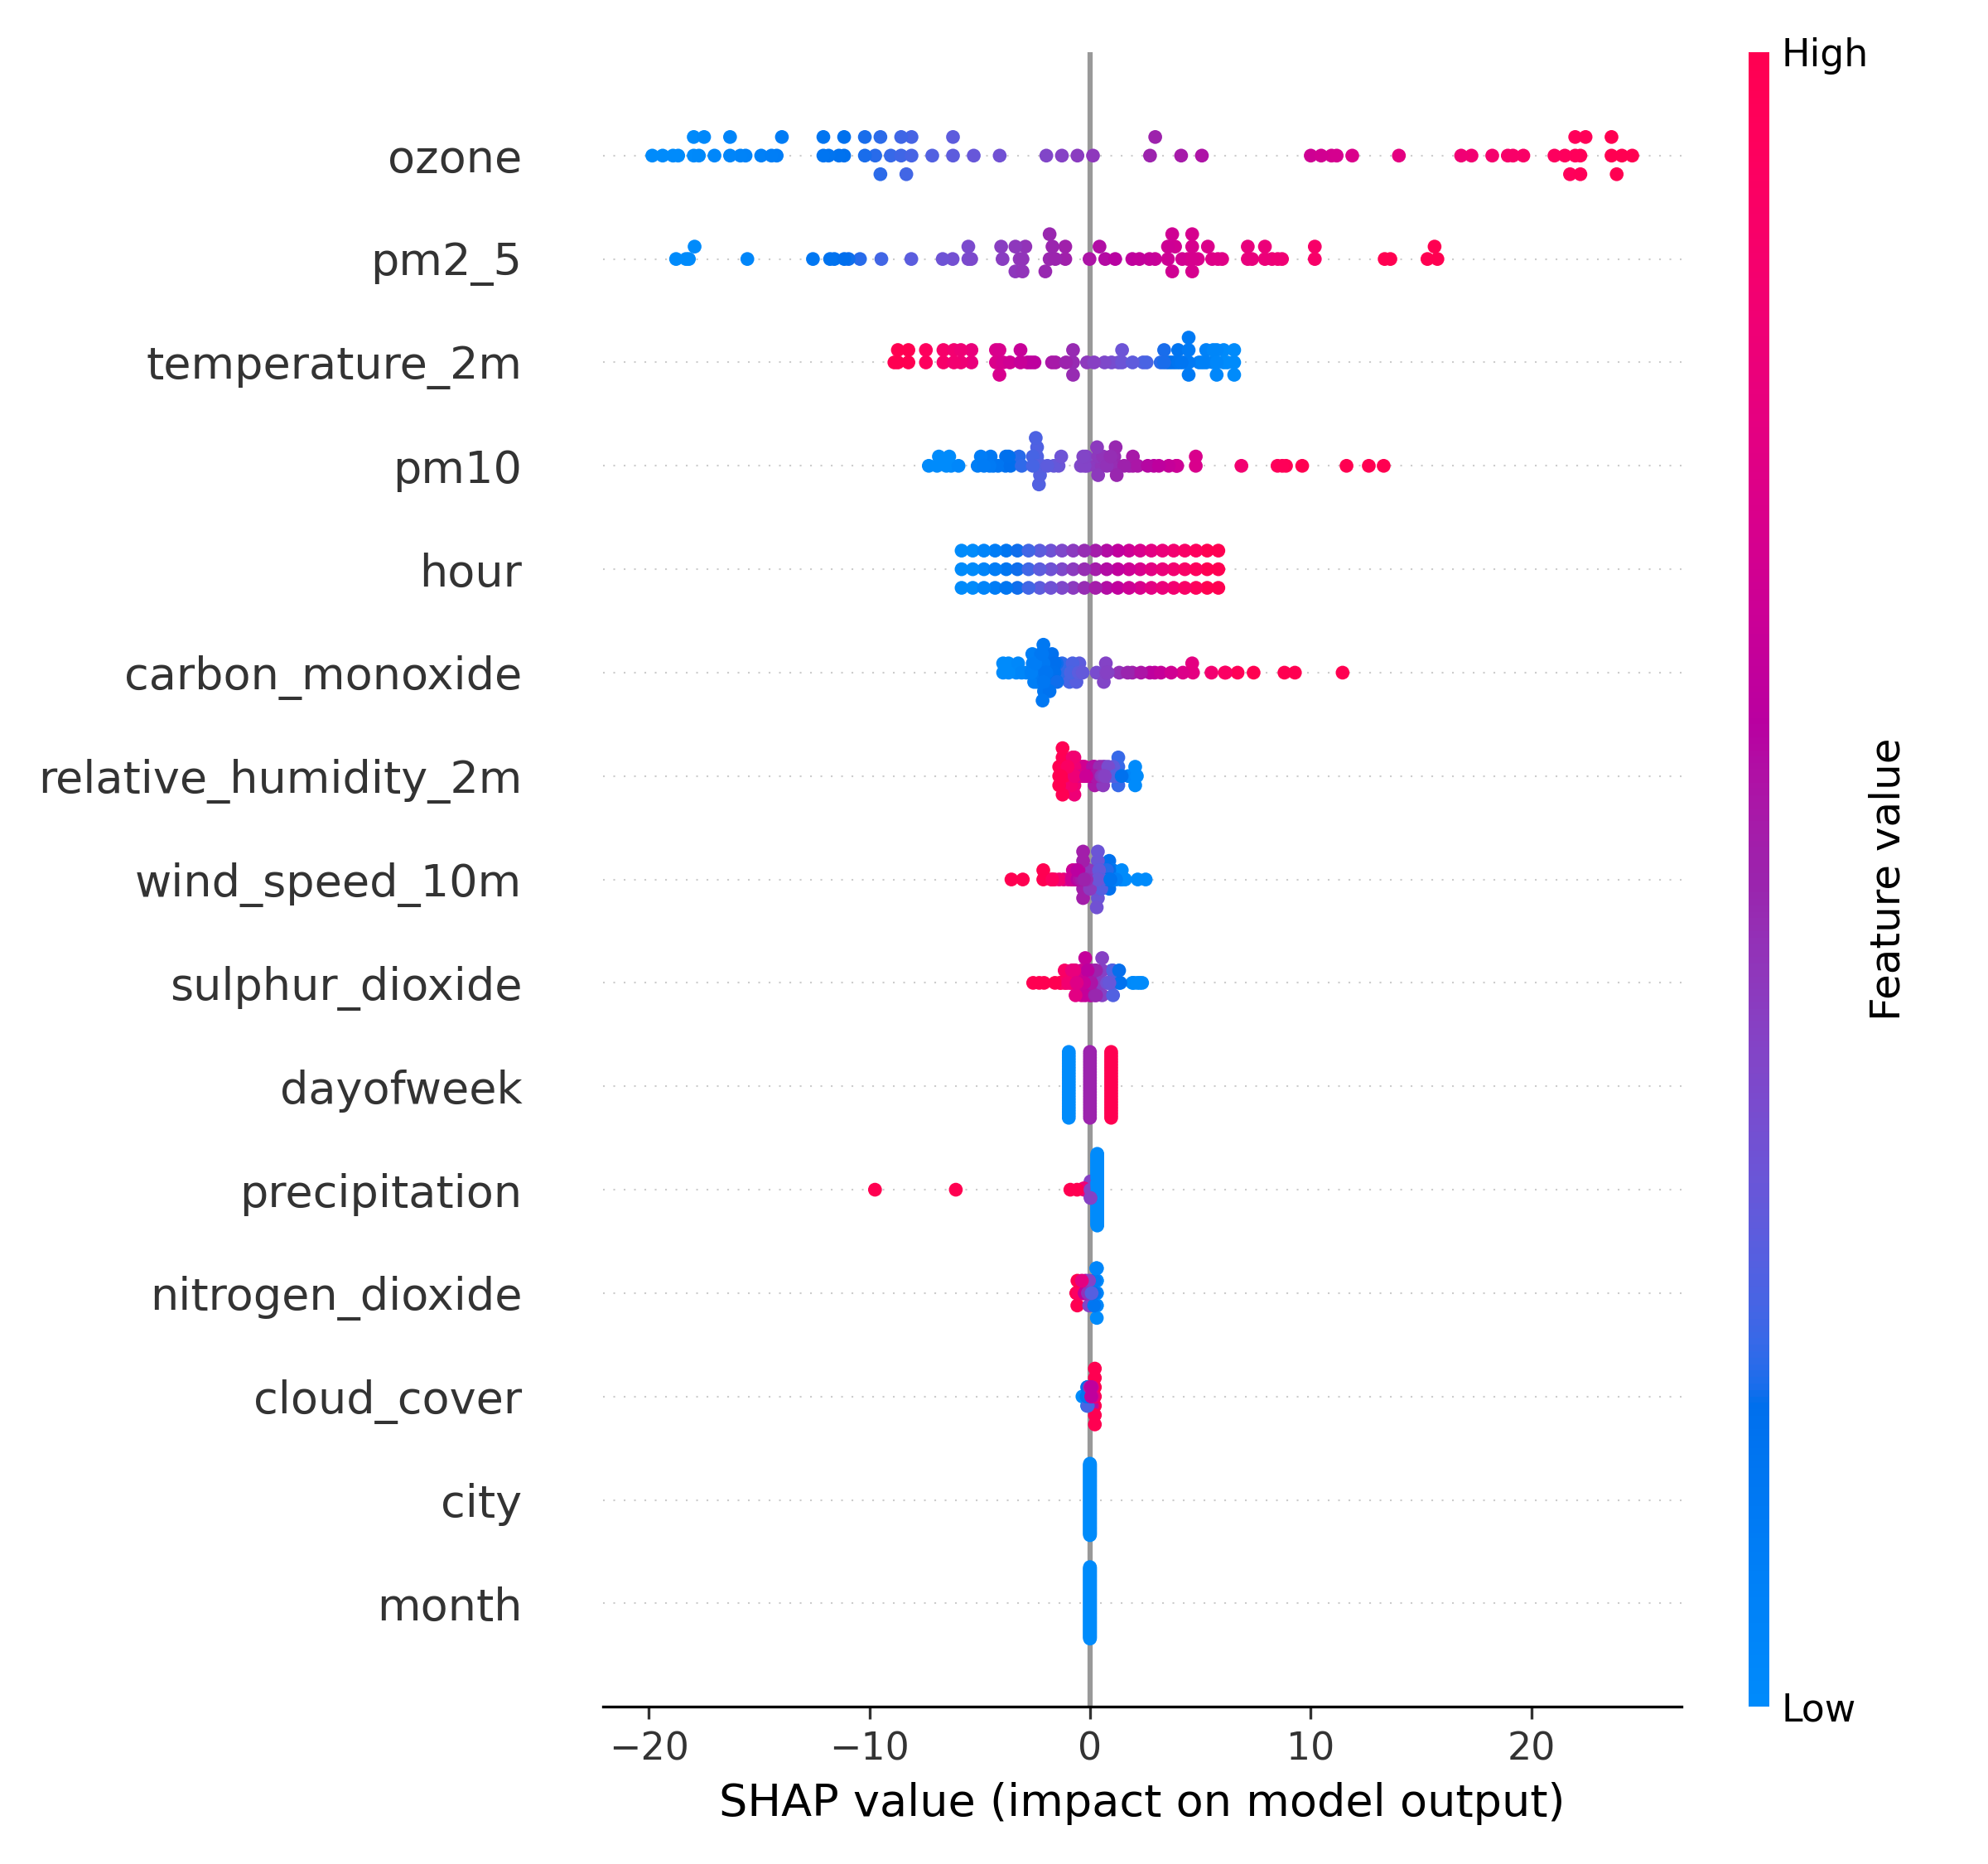 High
ozone
pm2_5
temperature_2m
pm10
hour
carbon_monoxide
relative_humidity_2m
wind_speed_10m
sulphur_dioxide
dayofweek
precipitation
nitrogen_dioxide
cloud_cover
city
month
Feature value
Low
−20 −10 0 10 20
SHAP value (impact on model output)